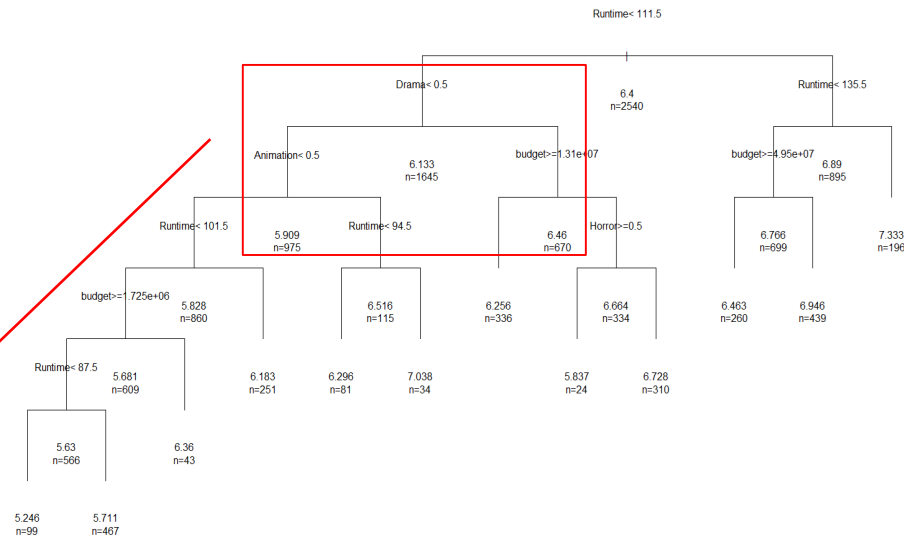 Runtime< 111.5
Drama< 0.5
6.4
n=2540
Runtime< 135.5
Animation< 0.5
6.133
n=1645
budget>=1.31e+07
budget>=4.95e+07
6.89
n=895
Runtime< 101.5
5.909
n=975
Runtime< 94.5
6.46
n=670
Horror>=0.5
6.766
n=699
7.333
n=196
budget>=1.725e+06
5.828
n=860
6.516
n=115
6.256
n=336
6.664
n=334
6.463
n=260
6.946
n=439
Runtime< 87.5
5.681
n=609
6.183
n=251
6.296
n=81
7.038
n=34
5.837
n=24
6.728
n=310
5.63
n=566
6.36
n=43
5.246
n=99
5.711
n=467